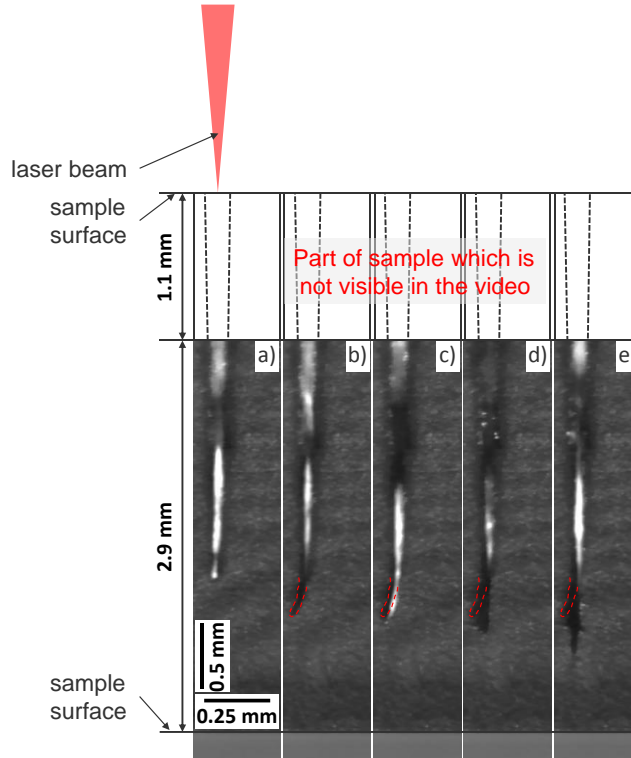 laser beam
sample
surface
1.1 mm
Part of sample which is
not visible in the video
a)
b)
c)
d)
e
2.9 mm
0.5 mm
0.25 mm
sample
surface